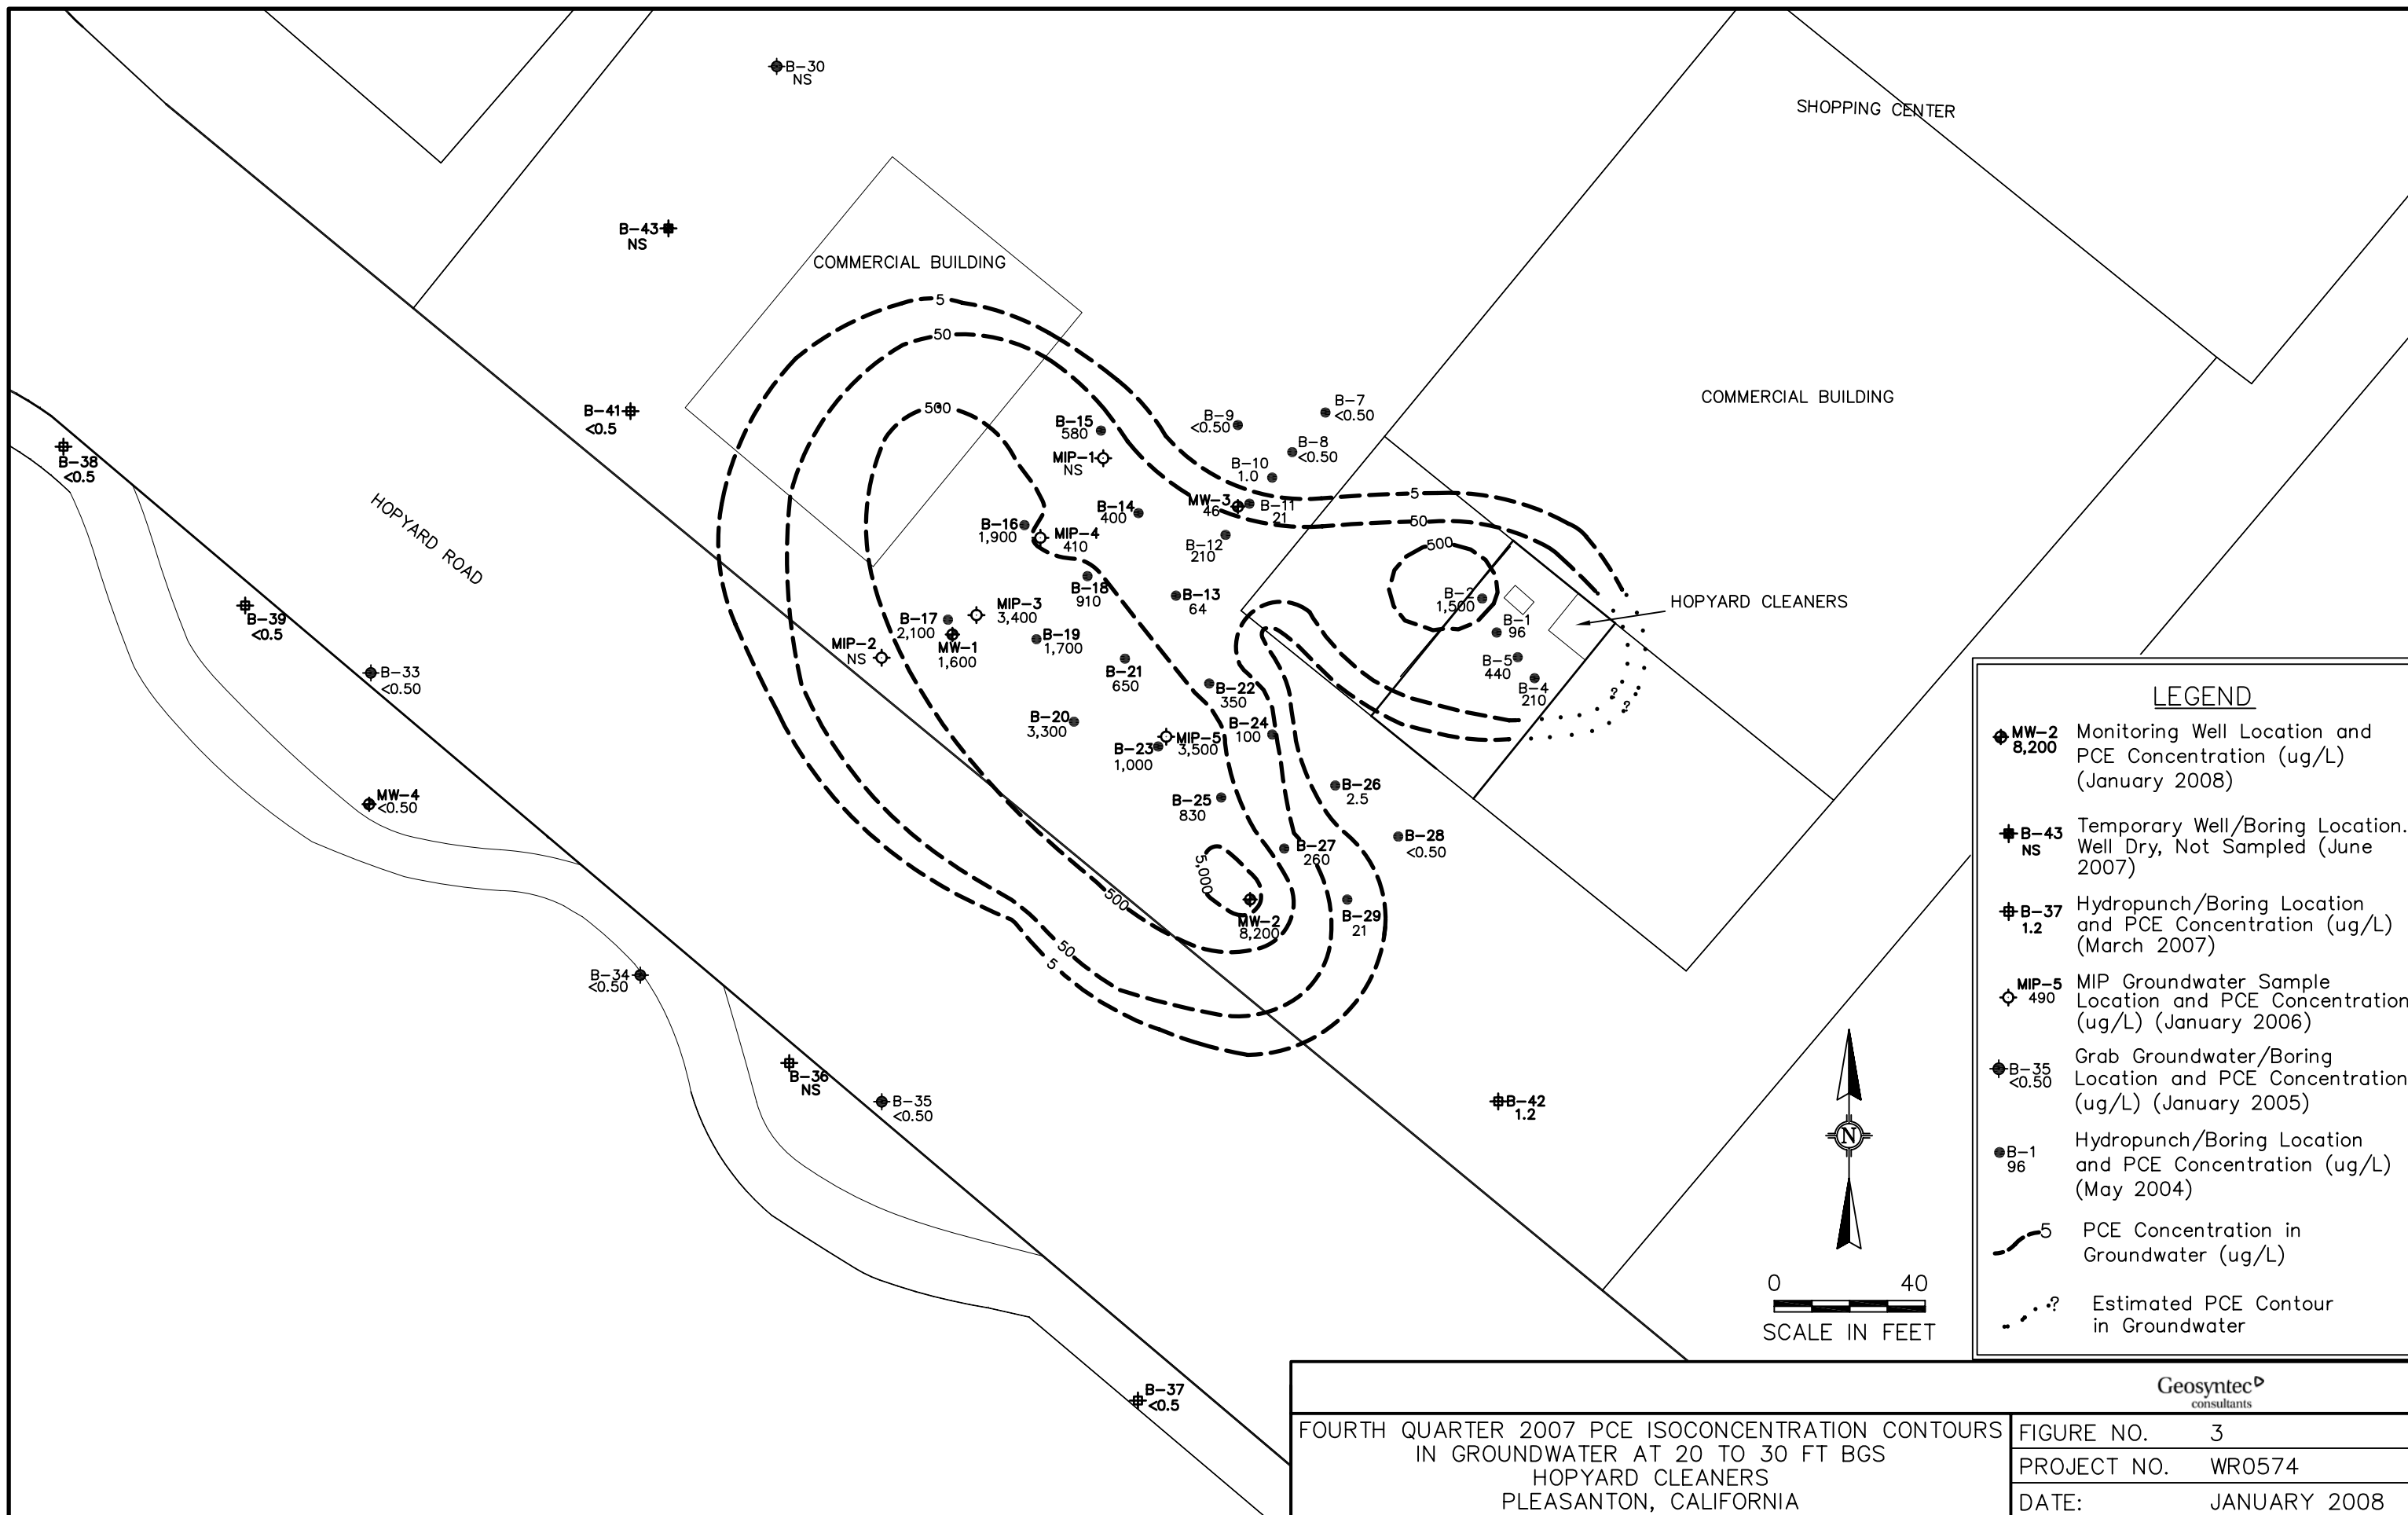 B-30
NS
SHOPPING CENTER
B-43
NS
COMMERCIAL BUILDING
5
50
500
COMMERCIAL BUILDING
B-41
<0.5
B-15
580
MIP-1
NS
B-9
<0.50
B-7
<0.50
B-8
<0.50
B-10
1.0
B-38
<0.5
HOPYARD ROAD
B-16
1,900
MIP-4
410
B-14
400
MW-3
46
B-11
21
B-12
210
5
50
500
B-39
<0.5
B-18
910
B-13
64
B-2
1,500
HOPYARD CLEANERS
B-1
96
MIP-3
3,400
B-17
2,100
MW-1
1,600
MIP-2
NS
B-19
1,700
B-21
650
B-5
440
B-4
210
?
?
B-33
<0.50
B-22
350
B-20
3,300
B-24
100
MIP-5
3,500
B-23
1,000
B-26
2.5
MW-4
<0.50
B-25
830
B-28
<0.50
B-27
260
5,000
500
MW-2
8,200
B-29
21
50
5
B-34
<0.50
B-36
NS
B-35
<0.50
B-42
1.2
B-37
<0.5
N
0 40
SCALE IN FEET
LEGEND
MW-2
8,200
Monitoring Well Location and
PCE Concentration (ug/L)
(January 2008)
B-43
NS
Temporary Well/Boring Location.
Well Dry, Not Sampled (June
2007)
B-37
1.2
Hydropunch/Boring Location
and PCE Concentration (ug/L)
(March 2007)
MIP-5
490
MIP Groundwater Sample
Location and PCE Concentration
(ug/L) (January 2006)
B-35
<0.50
Grab Groundwater/Boring
Location and PCE Concentration
(ug/L) (January 2005)
B-1
96
Hydropunch/Boring Location
and PCE Concentration (ug/L)
(May 2004)
5
PCE Concentration in
Groundwater (ug/L)
?
Estimated PCE Contour
in Groundwater
Geosyntec
consultants
FOURTH QUARTER 2007 PCE ISOCONCENTRATION CONTOURS
IN GROUNDWATER AT 20 TO 30 FT BGS
HOPYARD CLEANERS
PLEASANTON, CALIFORNIA
FIGURE NO. 3
PROJECT NO. WR0574
DATE: JANUARY 2008